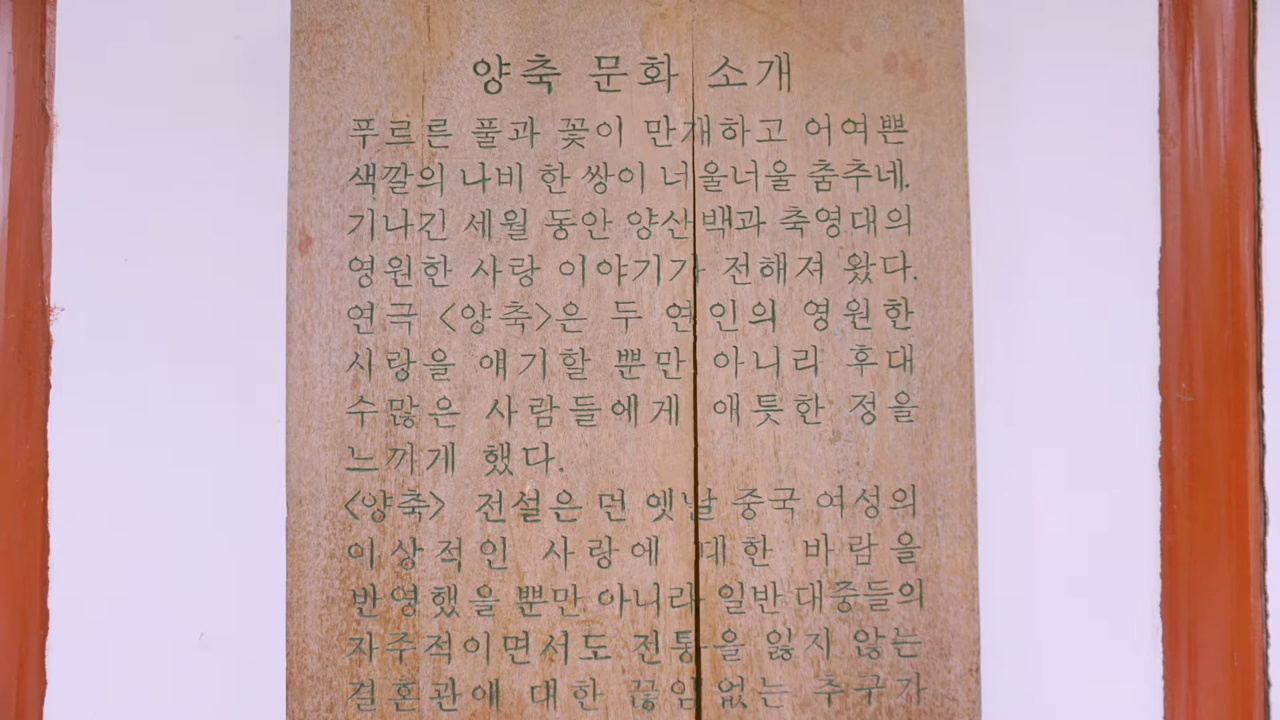 양축 문화 소개
푸르른 풀과 꽃이 만개하고 어여쁜
색깔의 나비 한 쌍이 너울너울 춤추네.
기나긴 세월 동안 양산백과 축영대의
영원한 사랑 이야기가 전해져 왔다.
연극 <양축>은 두 연인의 영원한
시랑을 얘기할 뿐만 아니라 후대
수많은 사람들에게 애틋한 정을
느끼게 했다.
<양축> 전설은 먼 옛날 중국 여성의
이상적인 사랑에 대한 바람을
반영했을 뿐만 아니라 일반 대중들의
자주적이면서도 전통을 잃지 않는
결혼관에 대한 끊임없는 추구가